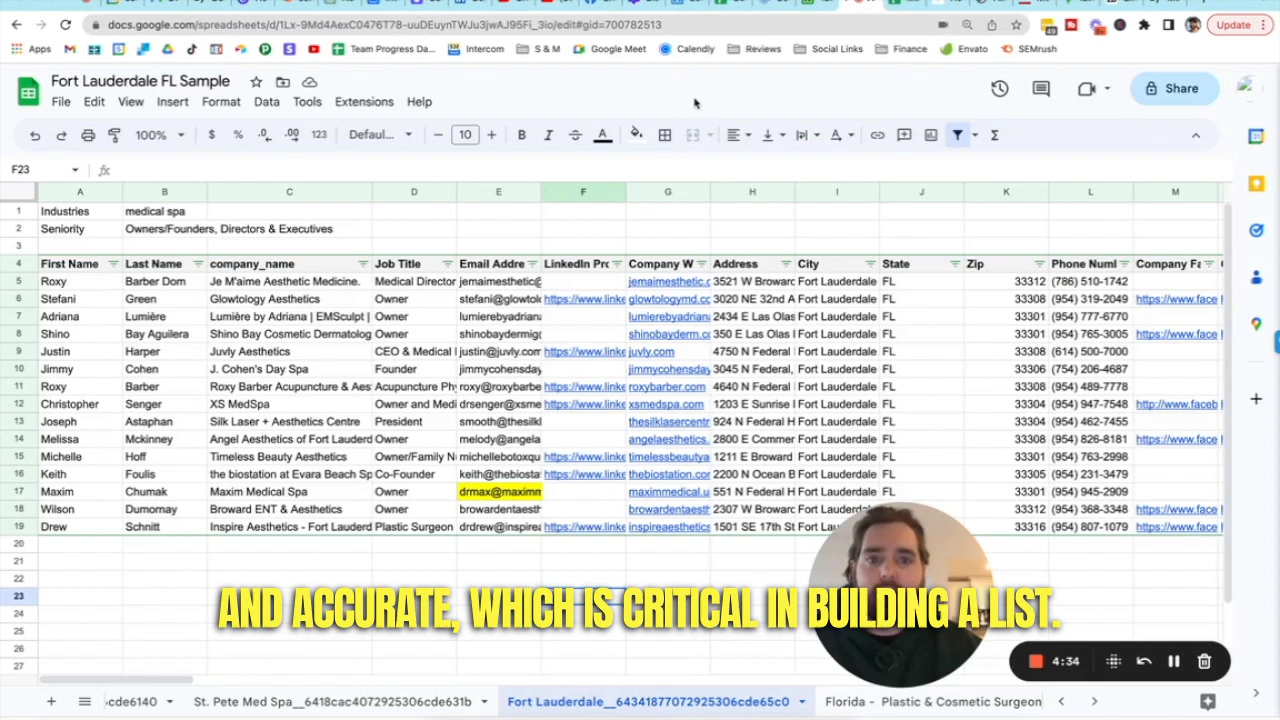 docs.google.com/spreadsheets/d/1Lx-9Md4AexC0476T78-uuDEuynTWJu3jwAJ95Fi_3io/edit#gid=700782513
Update
Apps
Team Progress Da...
Intercom
S & M
Google Meet
Calendly
Reviews
Social Links
Finance
Envato
SEMrush
Fort Lauderdale FL Sample
Share
File Edit View Insert Format Data Tools Extensions Help
100% $ % .0 .00 123 Defaul... − 10 + B I A Σ
F23 fx
A B C D E F G H I J K L M
1 Industries medical spa
2 Seniority Owners/Founders, Directors & Executives
3
4 First Name Last Name company_name Job Title Email Addre LinkedIn Pro Company W Address City State Zip Phone Numl Company Fa
5 Roxy Barber Dom Je M'aime Aesthetic Medicine. Medical Director jemaimesthetic@ jemaimesthetic.c 3521 W Browar Fort Lauderdale FL 33312 (786) 510-1742
6 Stefani Green Glowtology Aesthetics Owner stefani@glowtol https://www.linke glowtologymd.co 3020 NE 32nd A Fort Lauderdale FL 33308 (954) 319-2049 https://www.face
7 Adriana Lumière Lumière by Adriana | EMSculpt | Owner lumierebyadriana lumierebyadriana 2434 E Las Olas Fort Lauderdale FL 33301 (954) 777-6770
8 Shino Bay Aguilera Shino Bay Cosmetic Dermatolog Owner shinobaydermig shinobayderm.c 350 E Las Olas Fort Lauderdale FL 33301 (954) 765-3005 https://www.face
9 Justin Harper Juvly Aesthetics CEO & Medical justin@juvly.com https://www.linke juvly.com 4750 N Federal Fort Lauderdale FL 33308 (614) 500-7000
10 Jimmy Cohen J. Cohen's Day Spa Founder jimmycohensday jimmycohensday 3045 N Federal, Fort Lauderdale FL 33306 (754) 206-4687
11 Roxy Barber Roxy Barber Acupuncture & Aes Acupuncture Phy roxy@roxybarbe https://www.linke roxybarber.com 4640 N Federal Fort Lauderdale FL 33308 (954) 489-7778
12 Christopher Senger XS MedSpa Owner and Medi drsenger@xsme https://www.linke xsmedspa.com 1203 E Sunrise Fort Lauderdale FL 33304 (954) 947-7548 http://www.faceb
13 Joseph Astaphan Silk Laser + Aesthetics Centre President smooth@thesilkl thesilklasercentr 924 N Federal H Fort Lauderdale FL 33304 (954) 462-7455
14 Melissa Mckinney Angel Aesthetics of Fort Lauderd Owner melody@angela angelaesthetics. 2800 E Commer Fort Lauderdale FL 33308 (954) 826-8181 https://www.face
15 Michelle Hoff Timeless Beauty Aesthetics Owner/Family N michellebotoxqu https://www.linke timelessbeautya 1211 E Broward Fort Lauderdale FL 33301 (954) 763-2998
16 Keith Foulis the biostation at Evara Beach Sp Co-Founder keith@thebiosta https://www.linke thebiostation.cor 2200 N Ocean B Fort Lauderdale FL 33305 (954) 231-3479
17 Maxim Chumak Maxim Medical Spa Owner drmax@maximm maximmedical.u 551 N Federal H Fort Lauderdale FL 33301 (954) 945-2909
18 Wilson Dumornay Broward ENT & Aesthetics Owner browardentaesth browardentaesth 2307 W Browar Fort Lau FL 33312 (954) 368-3348 https://www.face
19 Drew Schnitt Inspire Aesthetics - Fort Lauderd Plastic Surgeon drdrew@inspirea https://www.linke inspireaesthetics 1501 SE 17th St Fort L 33316 (954) 807-1079 https://www.face
20
21
22
23
24
25
26
27
AND ACCURATE, WHICH IS CRITICAL IN BUILDING A LIST.
4:34
cde6140 St. Pete Med Spa__6418cac4072925306cde631b Fort Lauderdale__64341877072925306cde65c0 Florida - Plastic & Cosmetic Surgeon